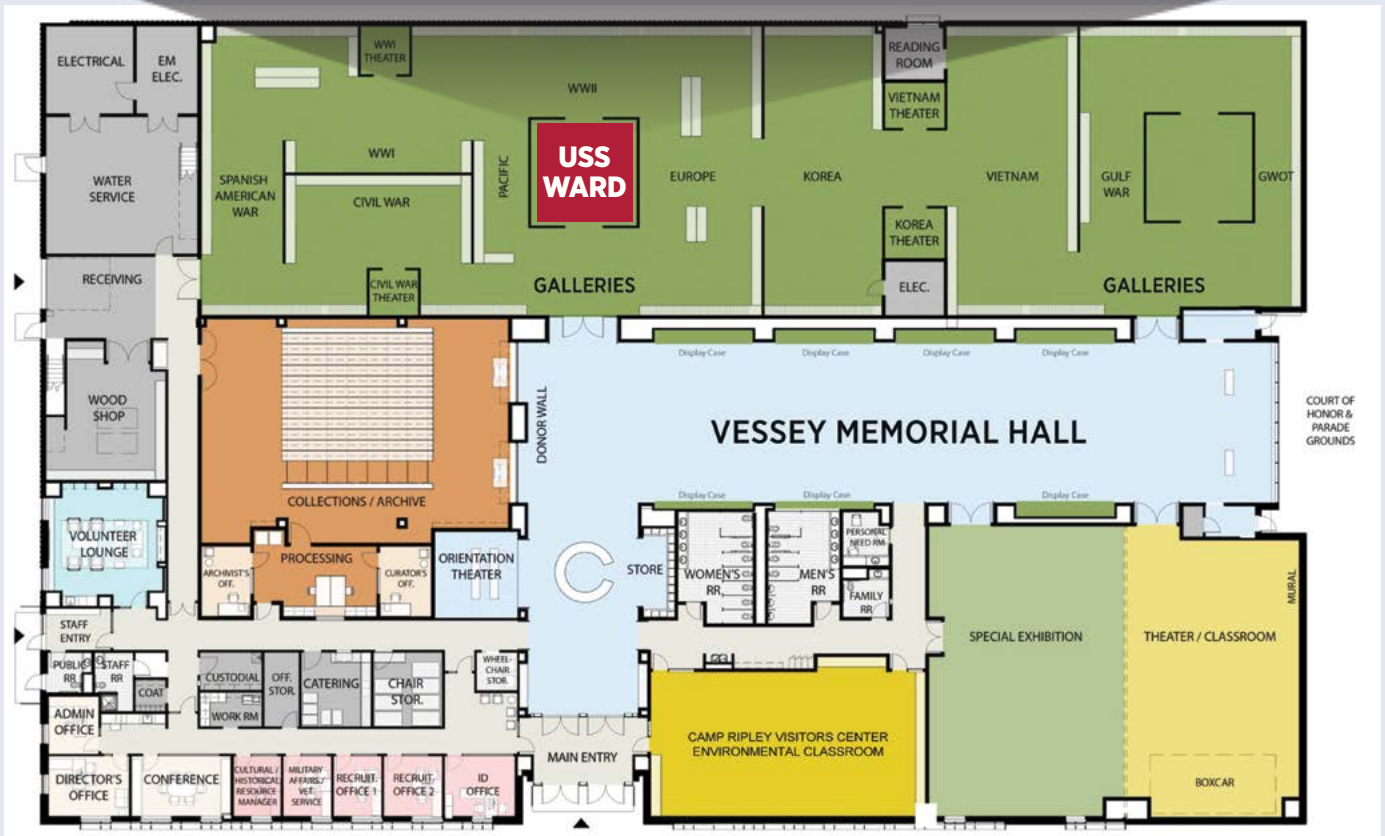 ELECTRICAL
EM
ELEC.
WWI
THEATER
WWII
READING
ROOM
VIETNAM
THEATER
WATER
SERVICE
SPANISH
AMERICAN
WAR
WWI
CIVIL WAR
PACIFIC
USS
WARD
EUROPE
KOREA
VIETNAM
GULF
WAR
GWOT
KOREA
THEATER
RECEIVING
CIVIL WAR
THEATER
GALLERIES
ELEC.
GALLERIES
Display Case
Display Case
Display Case
Display Case
WOOD
SHOP
DONOR WALL
VESSEY MEMORIAL HALL
COURT OF
HONOR &
PARADE
GROUNDS
COLLECTIONS / ARCHIVE
Display Case
Display Case
Display Case
VOLUNTEER
LOUNGE
ARCHIVIST'S
OFF.
PROCESSING
CURATOR'S
OFF.
ORIENTATION
THEATER
C
STORE
WOMEN'S
RR
MEN'S
RR
PERSONAL
NEED RM
FAMILY
RR
STAFF
ENTRY
SPECIAL EXHIBITION
THEATER / CLASSROOM
MURAL
PUBLIC
RR
STAFF
RR
COAT
CUSTODIAL
WORK RM
OFF.
STOR.
CATERING
CHAIR
STOR.
WHEEL-
CHAIR
STOR.
ADMIN
OFFICE
MAIN ENTRY
CAMP RIPLEY VISITORS CENTER
ENVIRONMENTAL CLASSROOM
DIRECTOR'S
OFFICE
CONFERENCE
CULTURAL /
HISTORICAL
RESOURCE
MANAGER
MILITARY
AFFAIRS/
VET.
SERVICE
RECRUIT.
OFFICE 1
RECRUIT.
OFFICE 2
ID
OFFICE
BOXCAR